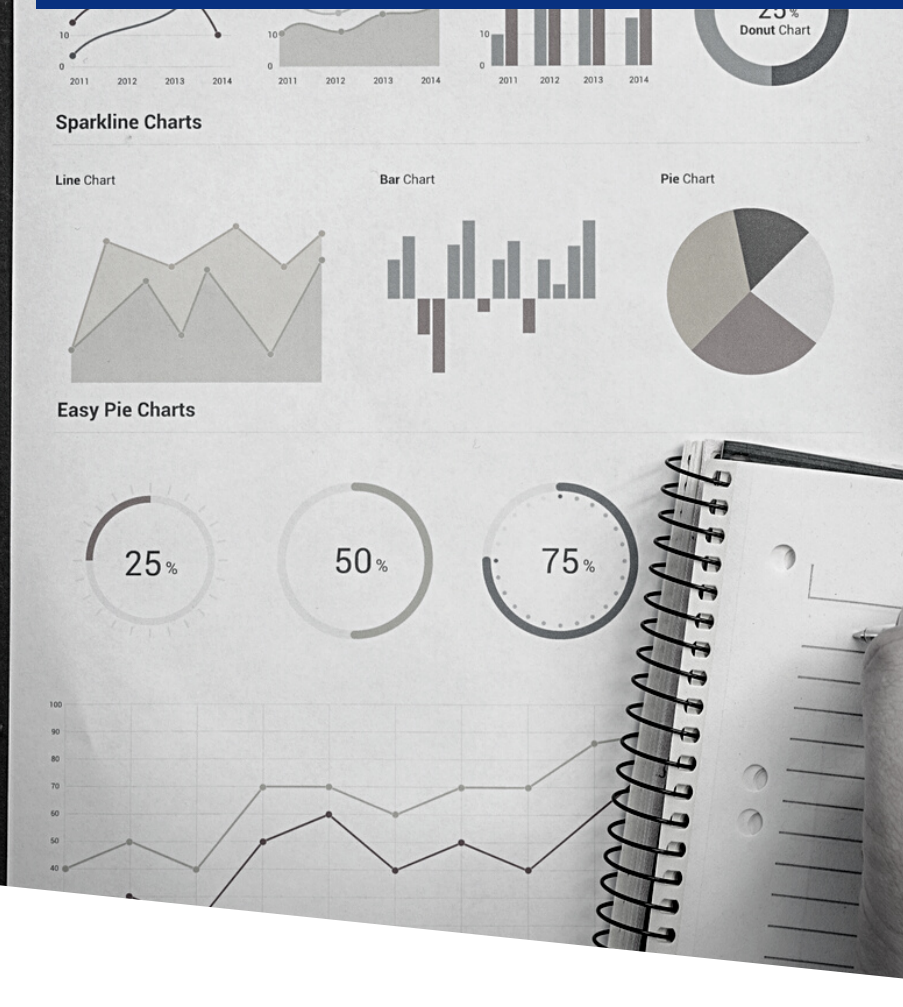 25%
Donut Chart
10
10
10
0
0
0
2011 2012 2013 2014
2011 2012 2013 2014
2011 2012 2013 2014
Sparkline Charts
Line Chart
Bar Chart
Pie Chart
Easy Pie Charts
25%
50%
75%
100
90
80
70
60
50
40